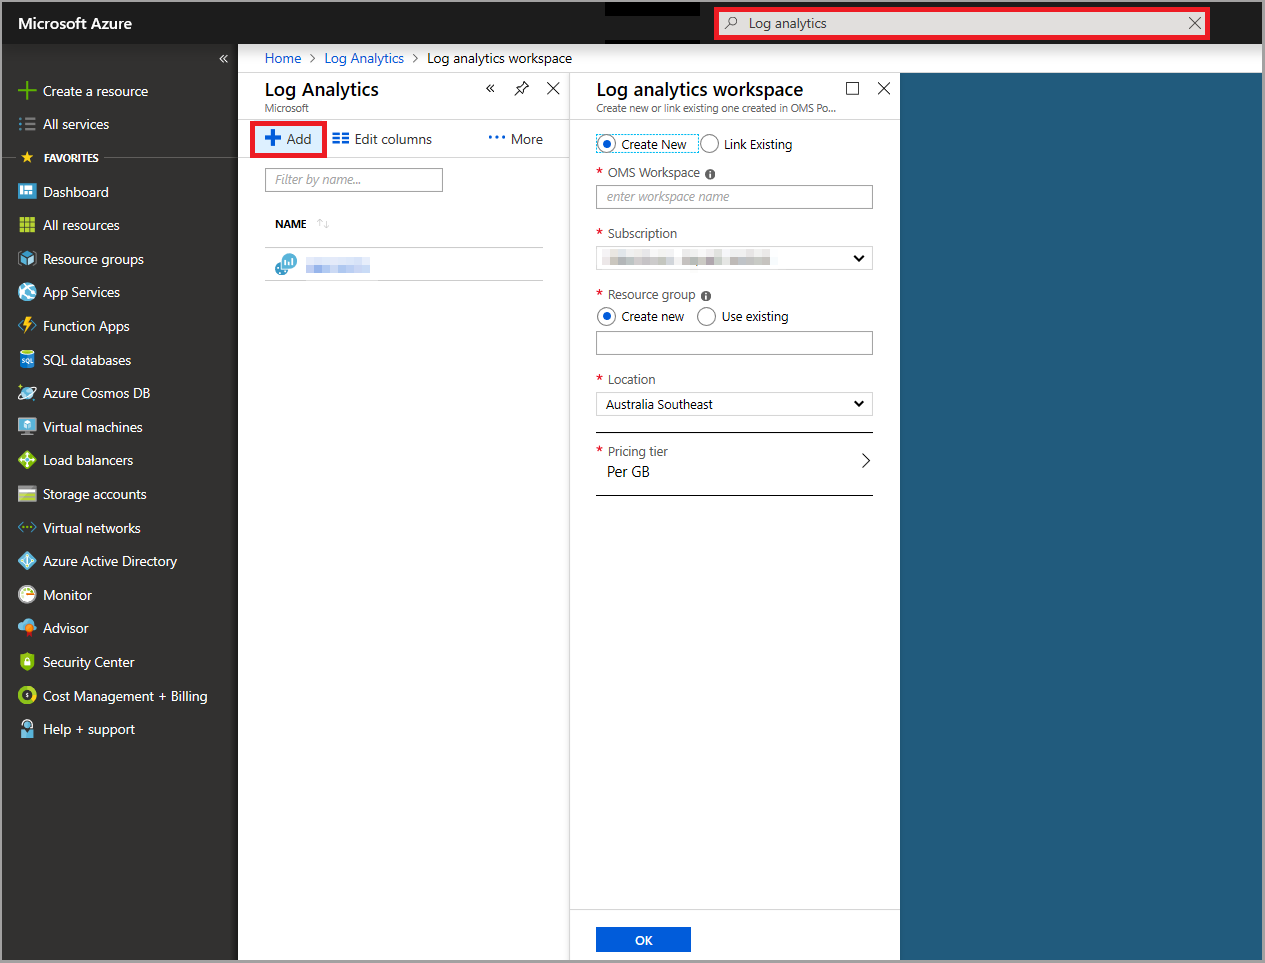 Microsoft Azure
Log analytics
Home > Log Analytics > Log analytics workspace
Create a resource
All services
FAVORITES
Dashboard
All resources
Resource groups
App Services
Function Apps
SQL databases
Azure Cosmos DB
Virtual machines
Load balancers
Storage accounts
Virtual networks
Azure Active Directory
Monitor
Advisor
Security Center
Cost Management + Billing
Help + support
Log Analytics
Microsoft
Add
Edit columns
More
Filter by name...
NAME
Log analytics workspace
Create new or link existing one created in OMS Po...
Create New
Link Existing
* OMS Workspace
enter workspace name
* Subscription
* Resource group
Create new
Use existing
* Location
Australia Southeast
* Pricing tier
Per GB
OK